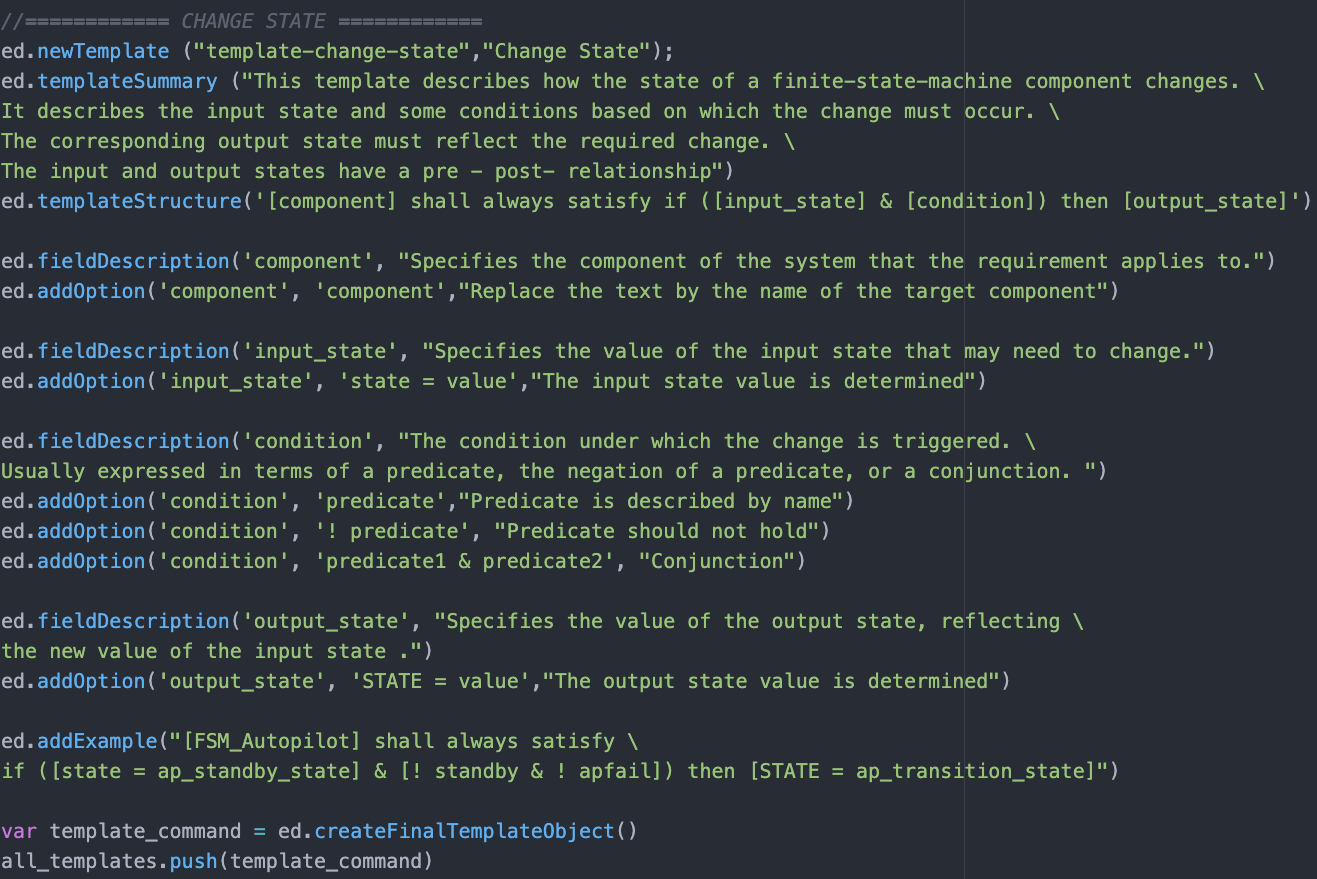 //============ CHANGE STATE ============
ed.newTemplate ("template-change-state","Change State");
ed.templateSummary ("This template describes how the state of a finite-state-machine component changes. \
It describes the input state and some conditions based on which the change must occur. \
The corresponding output state must reflect the required change. \
The input and output states have a pre - post- relationship")
ed.templateStructure('[component] shall always satisfy if ([input_state] & [condition]) then [output_state]')
ed.fieldDescription('component', "Specifies the component of the system that the requirement applies to.")
ed.addOption('component', 'component',"Replace the text by the name of the target component")
ed.fieldDescription('input_state', "Specifies the value of the input state that may need to change.")
ed.addOption('input_state', 'state = value',"The input state value is determined")
ed.fieldDescription('condition', "The condition under which the change is triggered. \
Usually expressed in terms of a predicate, the negation of a predicate, or a conjunction. ")
ed.addOption('condition', 'predicate',"Predicate is described by name")
ed.addOption('condition', '! predicate', "Predicate should not hold")
ed.addOption('condition', 'predicate1 & predicate2', "Conjunction")
ed.fieldDescription('output_state', "Specifies the value of the output state, reflecting \
the new value of the input state .")
ed.addOption('output_state', 'STATE = value',"The output state value is determined")
ed.addExample("[FSM_Autopilot] shall always satisfy \
if ([state = ap_standby_state] & [! standby & ! apfail]) then [STATE = ap_transition_state]")
var template_command = ed.createFinalTemplateObject()
all_templates.push(template_command)